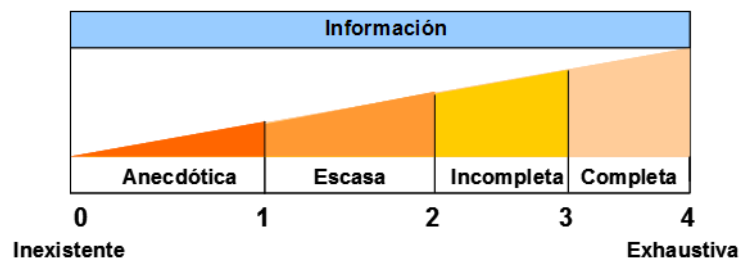 Información
Anecdótica Escasa Incompleta Completa
0 1 2 3 4
Inexistente Exhaustiva